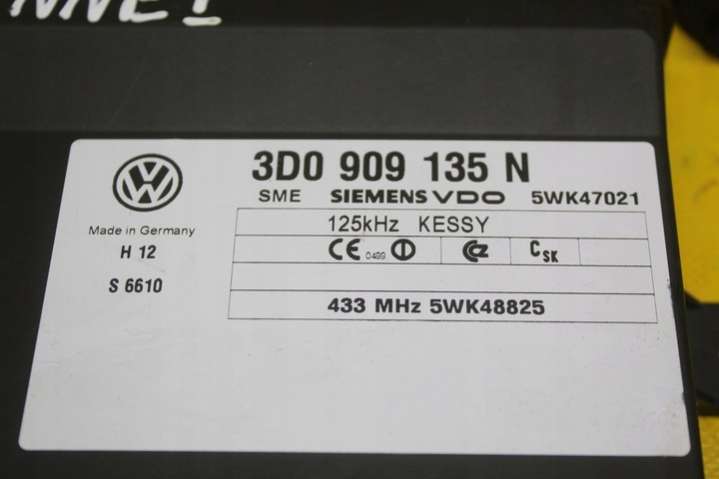 3D0 909 135 N
SME SIEMENS VDO 5WK47021
Made in Germany
125kHz KESSY
H 12
CE 0499
CSK
S 6610
433 MHz 5WK48825